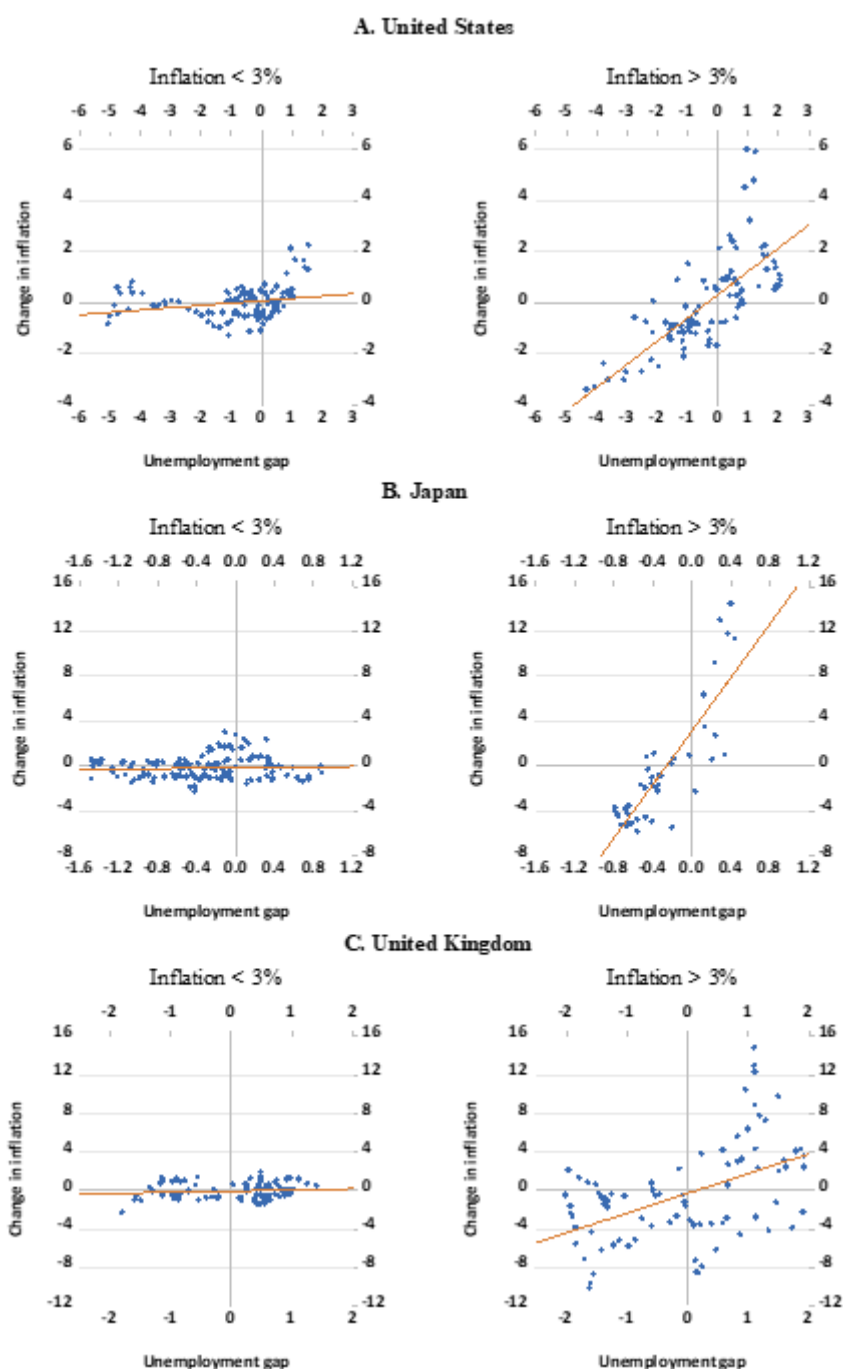 A. United States
Inflation < 3%
Inflation > 3%
-6 -5 -4 -3 -2 -1 0 1 2 3
-6 -5 -4 -3 -2 -1 0 1 2 3
6 6 6 6
4 4 4 4
2 2 2 2
0 0 0 0
-2 -2 -2 -2
-4 -4 -4 -4
Change in inflation
Change in inflation
-6 -5 -4 -3 -2 -1 0 1 2 3
-6 -5 -4 -3 -2 -1 0 1 2 3
Unemployment gap
Unemployment gap
B. Japan
Inflation < 3%
Inflation > 3%
-1.6 -1.2 -0.8 -0.4 0.0 0.4 0.8 1.2
-1.6 -1.2 -0.8 -0.4 0.0 0.4 0.8 1.2
16 16 16 16
12 12 12 12
8 8 8 8
4 4 4 4
0 0 0 0
-4 -4 -4 -4
-8 -8 -8 -8
Change in inflation
Change in inflation
-1.6 -1.2 -0.8 -0.4 0.0 0.4 0.8 1.2
-1.6 -1.2 -0.8 -0.4 0.0 0.4 0.8 1.2
Unemployment gap
Unemployment gap
C. United Kingdom
Inflation < 3%
Inflation > 3%
-2 -1 0 1 2
-2 -1 0 1 2
16 16 16 16
12 12 12 12
8 8 8 8
4 4 4 4
0 0 0 0
-4 -4 -4 -4
-8 -8 -8 -8
-12 -12 -12 -12
Change in inflation
Change in inflation
-2 -1 0 1 2
-2 -1 0 1 2
Unemployment gap
Unemployment gap